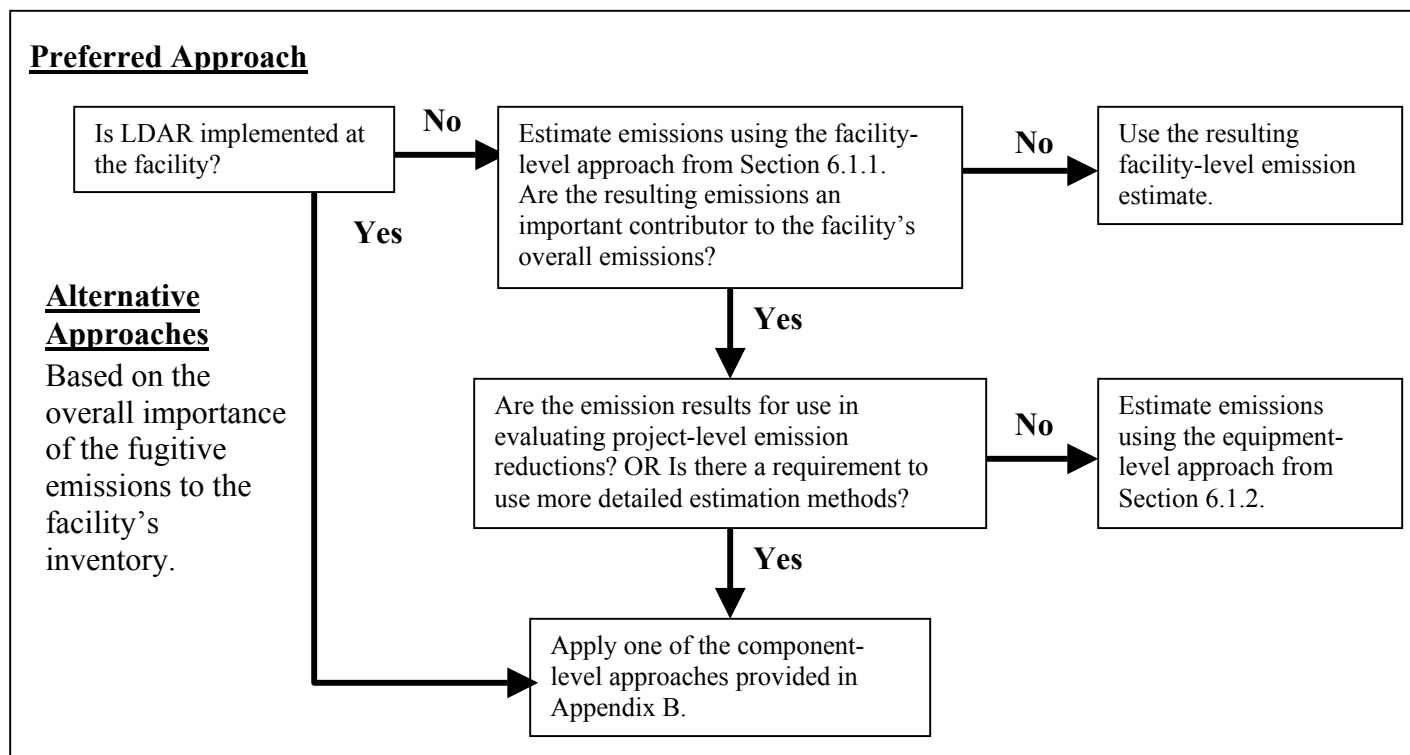 Preferred Approach
Is LDAR implemented at
the facility?
No
Estimate emissions using the facility-
level approach from Section 6.1.1.
Are the resulting emissions an
important contributor to the facility’s
overall emissions?
No
Use the resulting
facility-level emission
estimate.
Yes
Alternative
Approaches
Based on the
overall importance
of the fugitive
emissions to the
facility’s
inventory.
Yes
Are the emission results for use in
evaluating project-level emission
reductions? OR Is there a requirement to
use more detailed estimation methods?
No
Estimate emissions
using the equipment-
level approach from
Section 6.1.2.
Yes
Apply one of the component-
level approaches provided in
Appendix B.